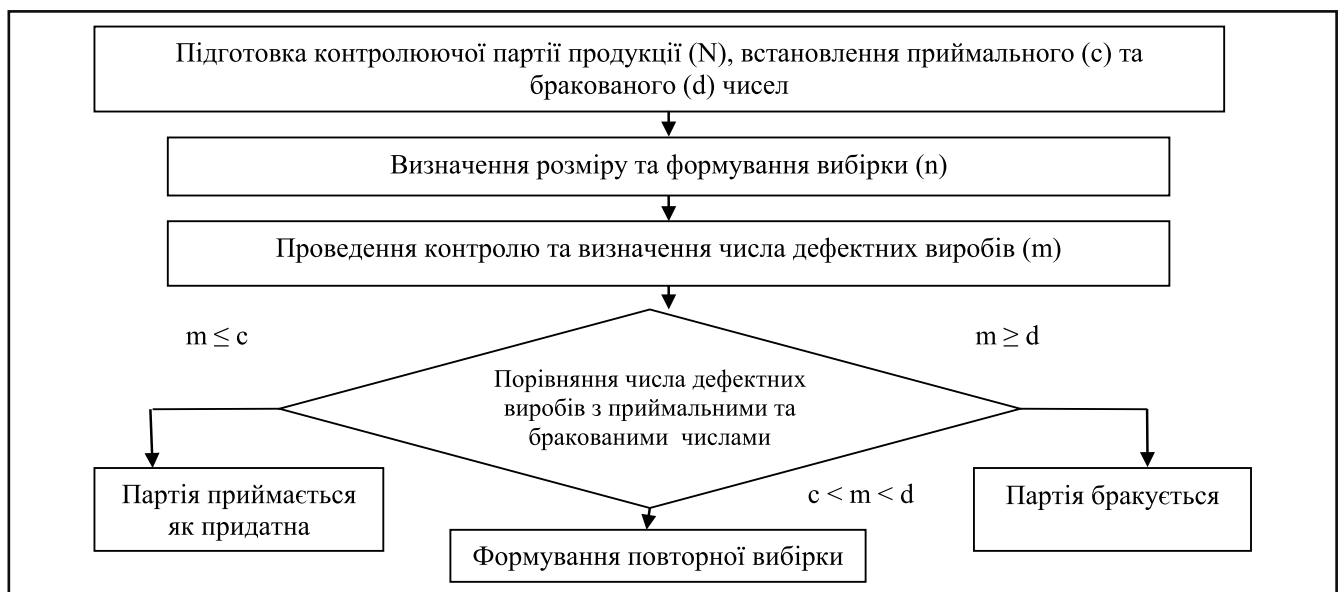 Підготовка контролюючої партії продукції (N), встановлення приймального (с) та
бракованого (d) чисел
Визначення розміру та формування вибірки (n)
Проведення контролю та визначення числа дефектних виробів (m)
m ≤ c
m ≥ d
Порівняння числа дефектних
виробів з приймальними та
бракованими числами
Партія приймається
як придатна
c < m < d
Партія бракується
Формування повторної вибірки